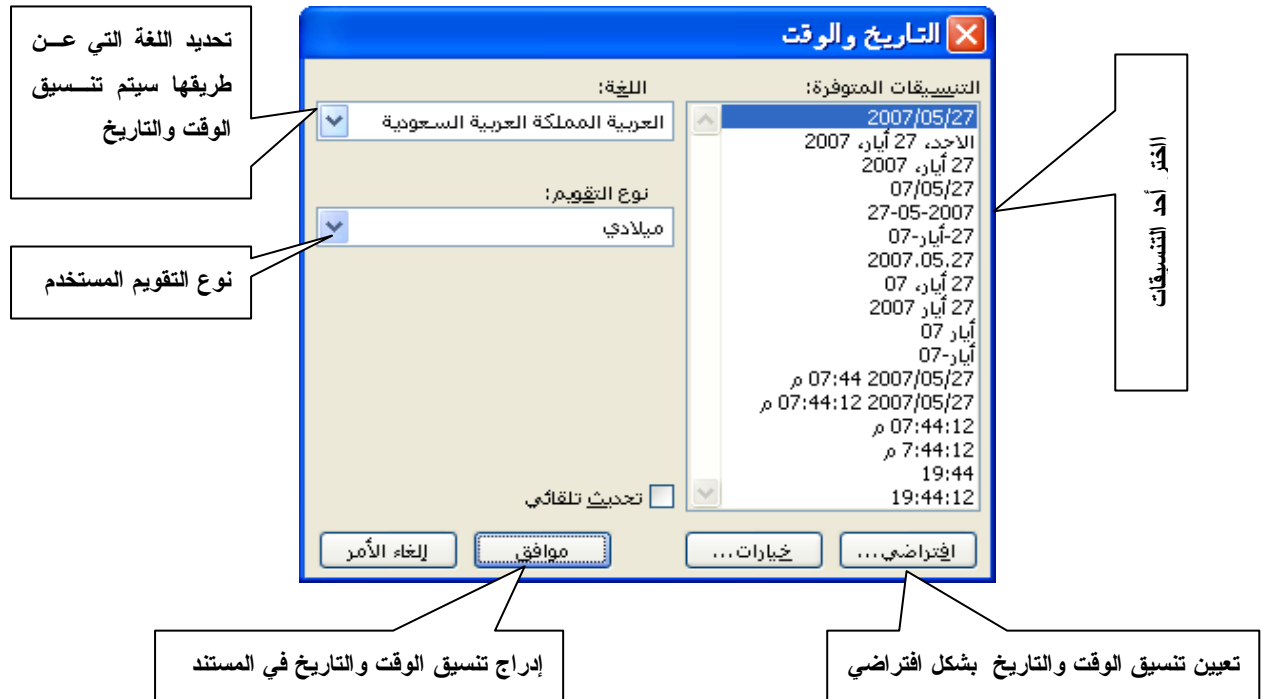 التاريخ والوقت
التنسيقات المتوفرة:
2007/05/27
الاحد، 27 أيار، 2007
27 أيار، 2007
07/05/27
27-05-2007
27-أيار-07
2007.05.27
27 أيار، 07
27 أيار 2007
أيار 07
أيار-07
2007/05/27 07:44 م
2007/05/27 07:44:12 م
07:44:12 م
7:44:12 م
19:44
19:44:12
اللغة:
العربية المملكة العربية السعودية
نوع التقويم:
ميلادي
تحديث تلقائي
افتراضي...
خيارات...
موافق
إلغاء الأمر
اختر أحد التنسيقات
تحديد اللغة التي عن
طريقها سيتم تنسيق
الوقت والتاريخ
نوع التقويم المستخدم
تعيين تنسيق الوقت والتاريخ بشكل افتراضي
إدراج تنسيق الوقت والتاريخ في المستند